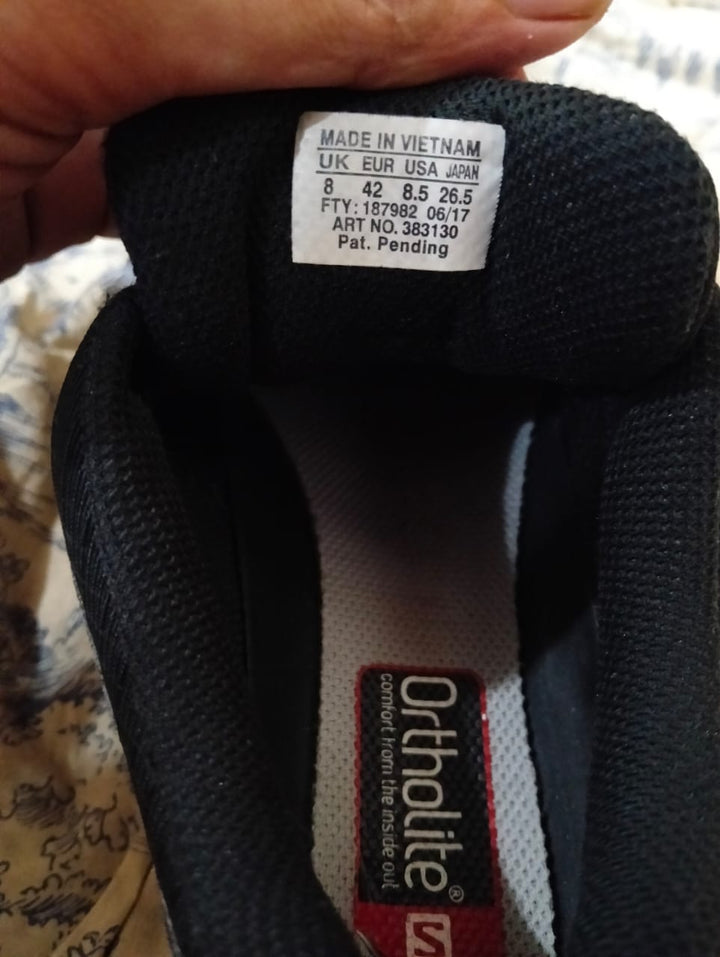 MADE IN VIETNAM
UK EUR USA JAPAN
8 42 8.5 26.5
FTY: 187982 06/17
ART NO. 383130
Pat. Pending
Ortholite®
comfort from the inside out
S